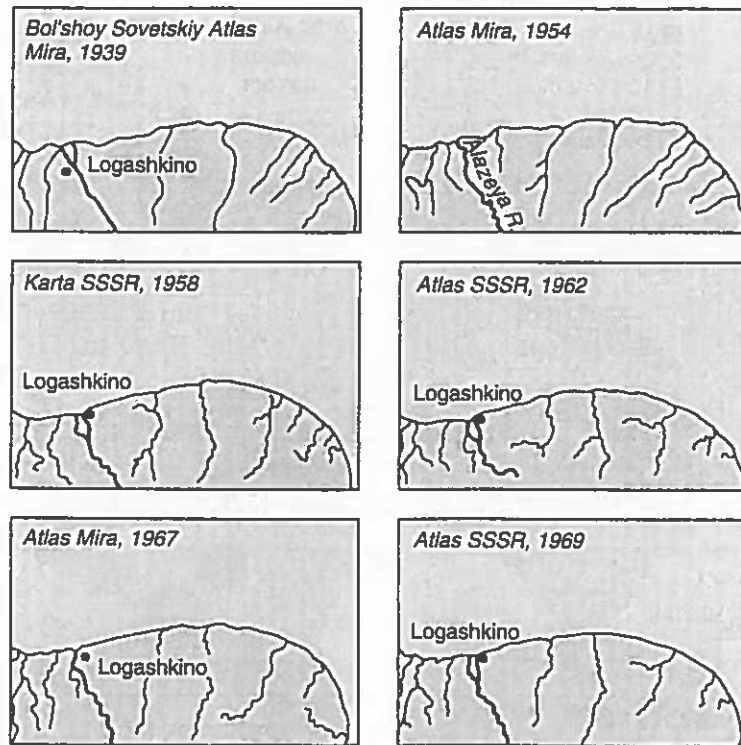 Bol'shoy Sovetskiy Atlas
Mira, 1939
Logashkino
Atlas Mira, 1954
Alazeya R
Karta SSSR, 1958
Logashkino
Atlas SSSR, 1962
Logashkino
Atlas Mira, 1967
Logashkino
Atlas SSSR, 1969
Logashkino